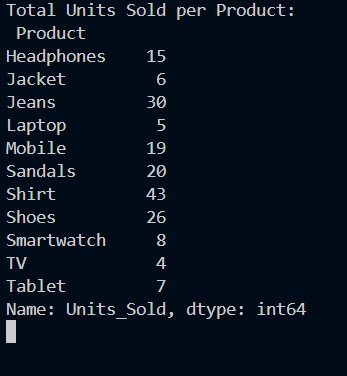 Total Units Sold per Product:
 Product
Headphones    15
Jacket         6
Jeans         30
Laptop         5
Mobile        19
Sandals       20
Shirt         43
Shoes         26
Smartwatch     8
TV             4
Tablet         7
Name: Units_Sold, dtype: int64